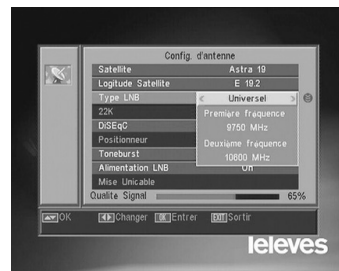 Config. d'antenne
Satellite Astra 19
Logitude Satellite E 19.2
Type LNB Universel
22K Première fréquence
9750 MHz
DiSEqC
Positionneur Deuxième fréquence
Toneburst 10600 MHz
Alimentation LNB On
Mise Unicable
Qualite Signal 65%
OK Changer OK Entrer EXIT Sortir
televes